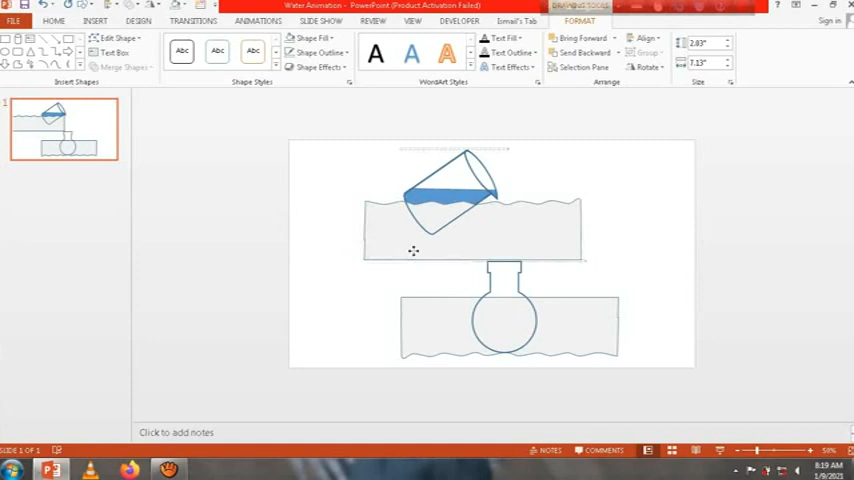 Water Animation - PowerPoint (Product Activation Failed)
DRAWING TOOLS
FILE HOME INSERT DESIGN TRANSITIONS ANIMATIONS SLIDE SHOW REVIEW VIEW DEVELOPER Esmail's Tab FORMAT Sign in
Edit Shape
Text Box
Merge Shapes
Abc Abc Abc
Shape Fill
Shape Outline
Shape Effects
A A A
Text Fill
Text Outline
Text Effects
Bring Forward
Send Backward
Selection Pane
Align
Group
Rotate
2.83"
7.13"
Insert Shapes Shape Styles WordArt Styles Arrange Size
1
Click to add notes
SLIDE 1 OF 1 NOTES COMMENTS 58%
8:19 AM
1/9/2021